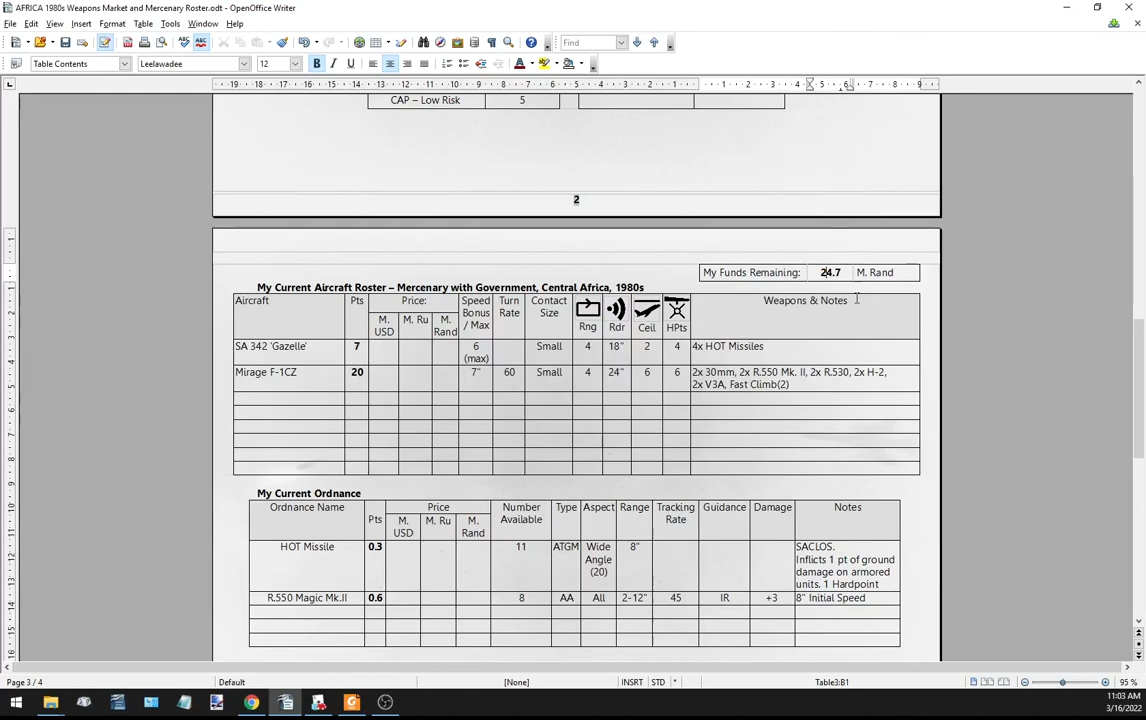 AFRICA 1980s Weapons Market and Mercenary Roster.odt - OpenOffice Writer
File Edit View Insert Format Table Tools Window Help
Find
Table Contents Leelawadee 12
CAP – Low Risk 5
2
My Funds Remaining: 24.7 M. Rand
My Current Aircraft Roster – Mercenary with Government, Central Africa, 1980s
Aircraft Pts Price: Speed Bonus / Max Turn Rate Contact Size Rng Rdr Ceil HPts Weapons & Notes
M. USD M. Ru M. Rand
SA 342 'Gazelle' 7 6 (max) Small 4 18" 2 4 4x HOT Missiles
Mirage F-1CZ 20 7" 60 Small 4 24" 6 6 2x 30mm, 2x R.550 Mk. II, 2x R.530, 2x H-2,
2x V3A, Fast Climb(2)
My Current Ordnance
Ordnance Name Pts Price Number Available Type Aspect Range Tracking Rate Guidance Damage Notes
M. USD M. Ru M. Rand
HOT Missile 0.3 11 ATGM Wide Angle (20) 8" SACLOS.
Inflicts 1 pt of ground
damage on armored
units. 1 Hardpoint
R.550 Magic Mk.II 0.6 8 AA All 2-12" 45 IR +3 8" Initial Speed
Page 3 / 4 Default [None] INSRT STD * Table3:B1 95 %
11:03 AM
3/16/2022